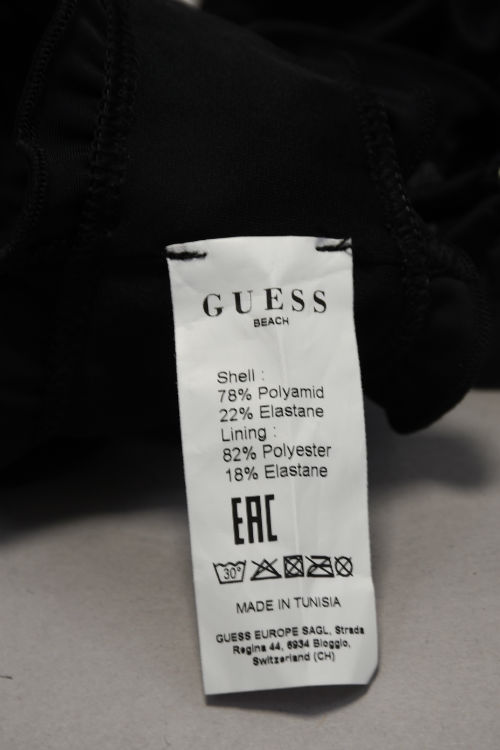 GUESS
BEACH
Shell :
78% Polyamid
22% Elastane
Lining :
82% Polyester
18% Elastane
EAC
30°
MADE IN TUNISIA
GUESS EUROPE SAGL, Strada
Regina 44, 6934 Bioggio,
Switzerland (CH)